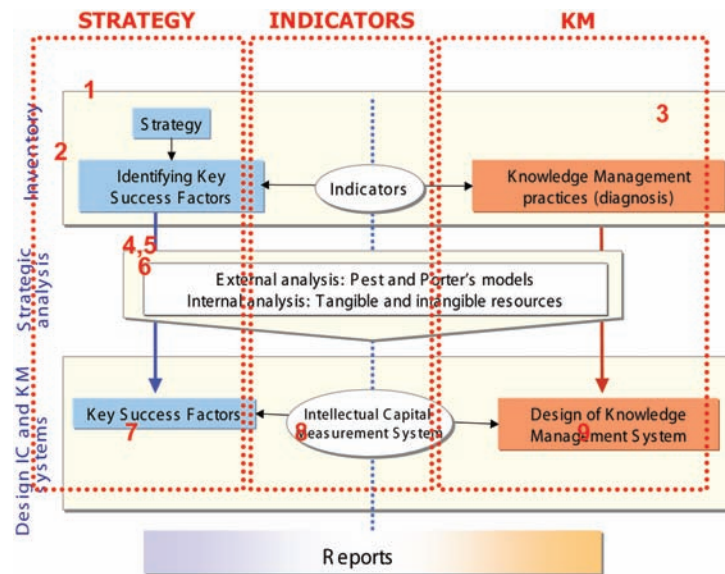 STRATEGY INDICATORS KM
1
3
Strategy
2
Inventory
Identifying Key
Success Factors
Indicators
Knowledge Management
practices (diagnosis)
4,5
6
Strategic
analysis
External analysis: Pest and Porter's models
Internal analysis: Tangible and intangible resources
Design IC and KM
systems
Key Success Factors
7
Intellectual Capital
Measurement System
8
Design of Knowledge
Management System
9
Reports